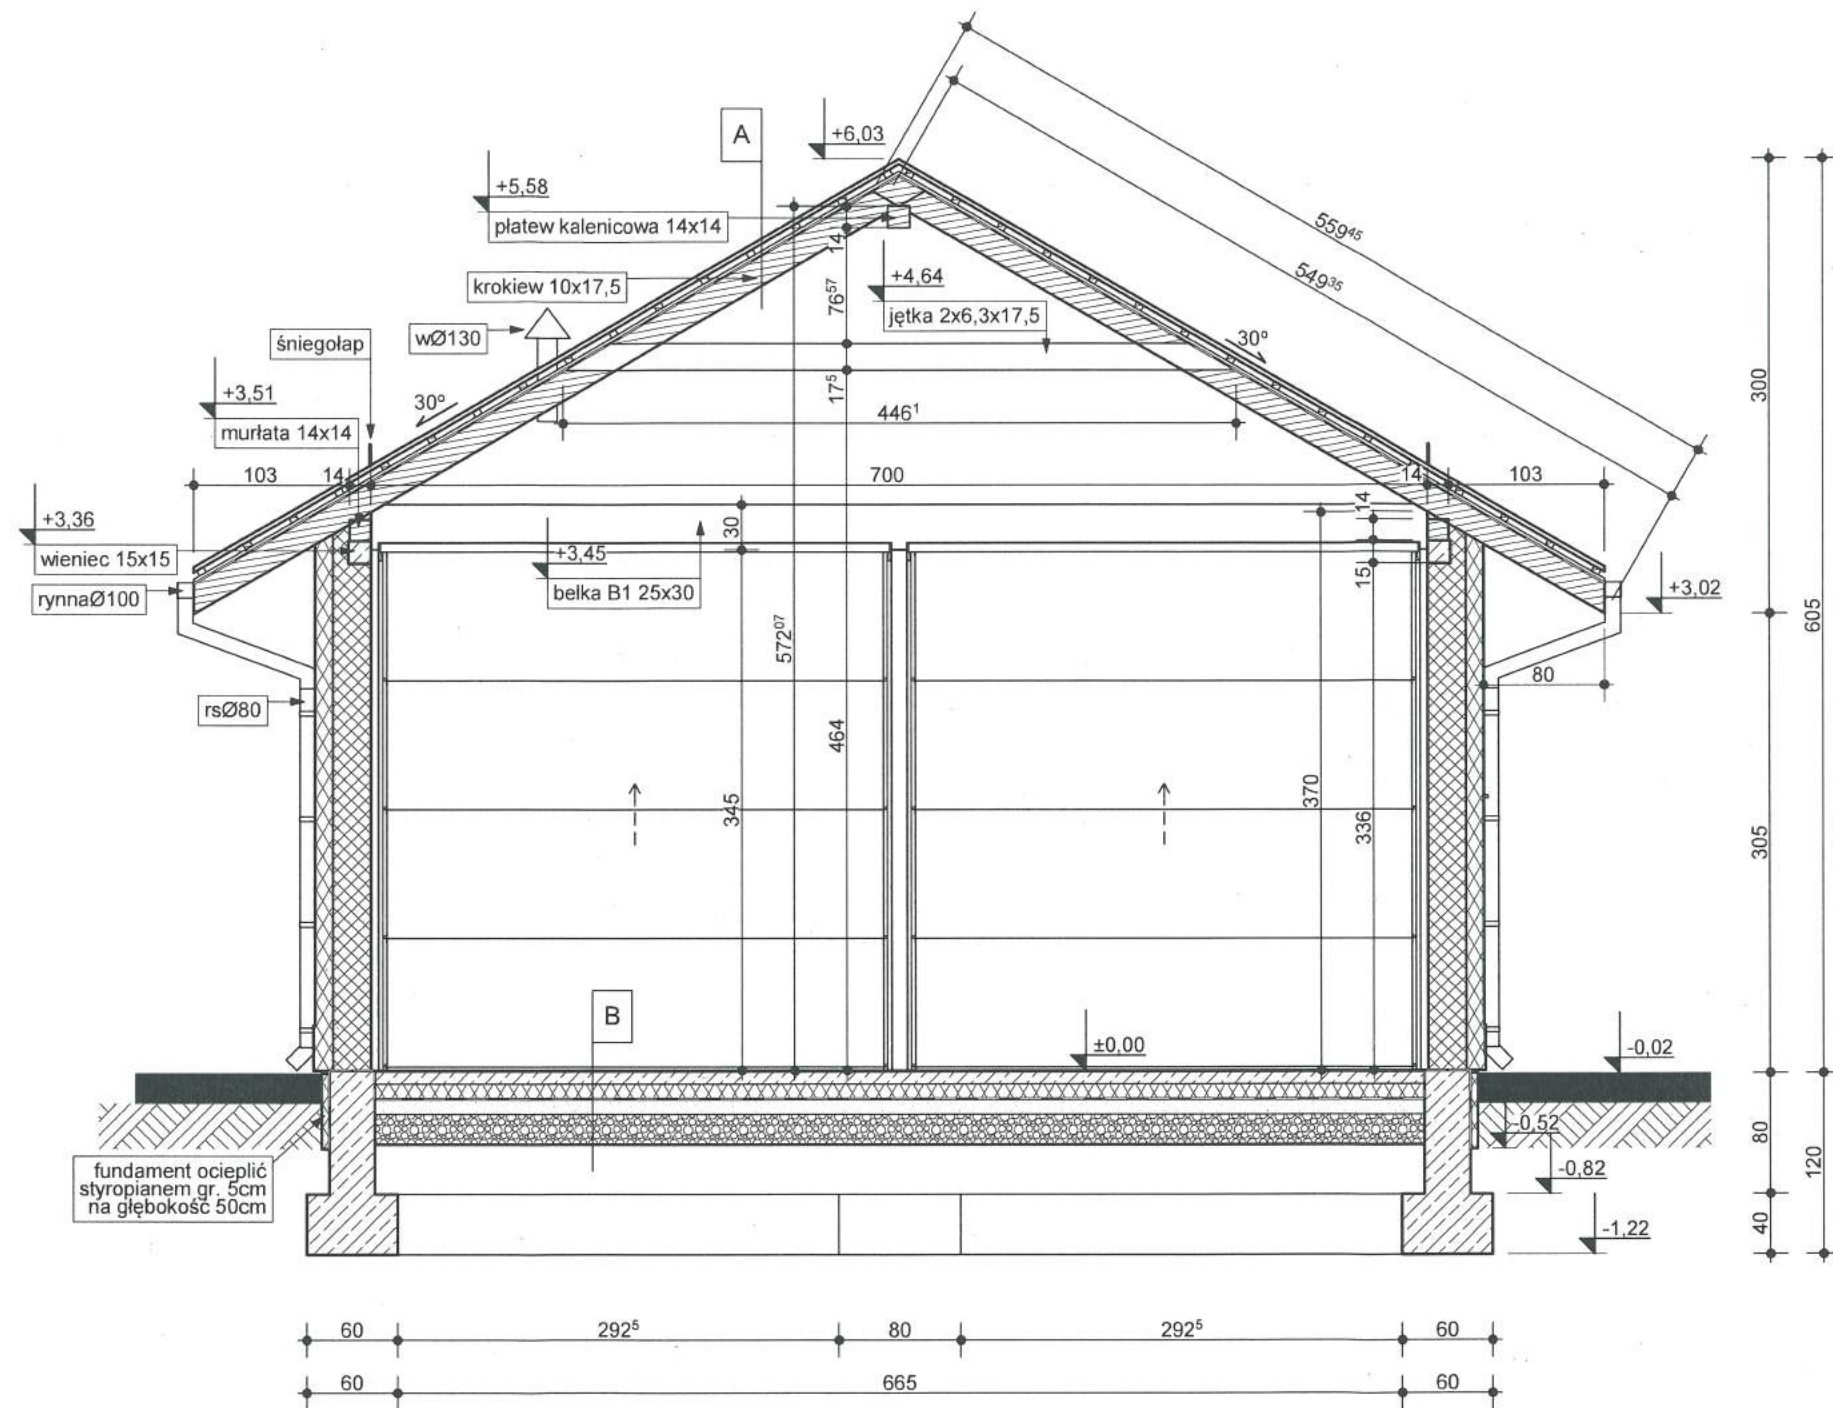 A
+6,03
+5,58
płatew kalenicowa 14x14
krokiew 10x17,5
+4,64
jętka 2x6,3x17,5
wØ130
śniegołap
+3,51
murłata 14x14
30º
30º
559⁴⁵
549³⁵
14
76⁵⁷
17⁵
446¹
103
14
700
14
103
+3,36
wieniec 15x15
rynnaØ100
30
+3,45
belka B1 25x30
14
15
+3,02
80
rsØ80
572⁰⁷
464
345
370
336
300
305
605
B
±0,00
-0,02
-0,52
-0,82
-1,22
80
40
120
fundament ocieplić
styropianem gr. 5cm
na głębokość 50cm
60
292⁵
80
292⁵
60
60
665
60